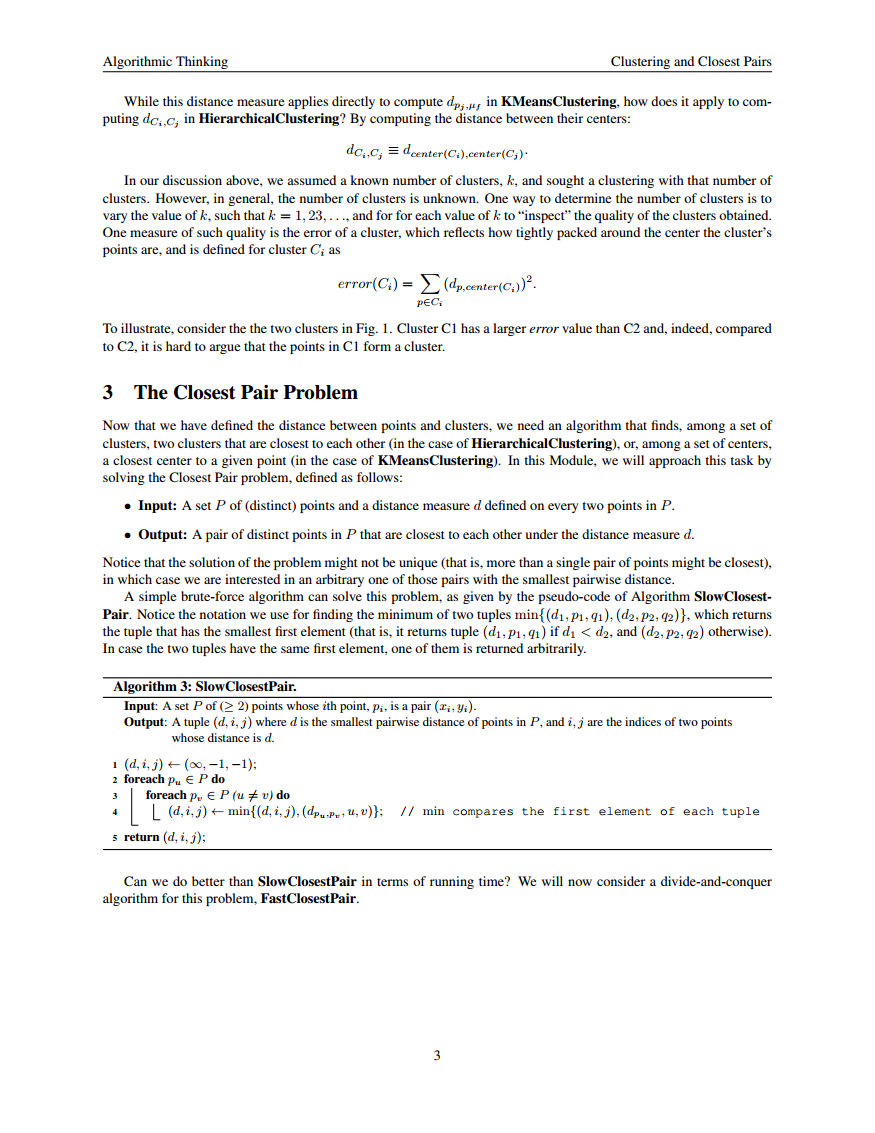 Algorithmic Thinking Clustering and Closest Pairs
While this distance measure applies directly to compute d_{p_j,μ_f} in KMeansClustering, how does it apply to com-
puting d_{C_i,C_j} in HierarchicalClustering? By computing the distance between their centers:
d_{C_i,C_j} ≡ d_{center(C_i),center(C_j)}.
In our discussion above, we assumed a known number of clusters, k, and sought a clustering with that number of
clusters. However, in general, the number of clusters is unknown. One way to determine the number of clusters is to
vary the value of k, such that k = 1, 23, . . ., and for for each value of k to “inspect” the quality of the clusters obtained.
One measure of such quality is the error of a cluster, which reflects how tightly packed around the center the cluster’s
points are, and is defined for cluster C_i as
error(C_i) = ∑_{p∈C_i} (d_{p,center(C_i)})^2.
To illustrate, consider the the two clusters in Fig. 1. Cluster C1 has a larger error value than C2 and, indeed, compared
to C2, it is hard to argue that the points in C1 form a cluster.
3 The Closest Pair Problem
Now that we have defined the distance between points and clusters, we need an algorithm that finds, among a set of
clusters, two clusters that are closest to each other (in the case of HierarchicalClustering), or, among a set of centers,
a closest center to a given point (in the case of KMeansClustering). In this Module, we will approach this task by
solving the Closest Pair problem, defined as follows:
• Input: A set P of (distinct) points and a distance measure d defined on every two points in P.
• Output: A pair of distinct points in P that are closest to each other under the distance measure d.
Notice that the solution of the problem might not be unique (that is, more than a single pair of points might be closest),
in which case we are interested in an arbitrary one of those pairs with the smallest pairwise distance.
A simple brute-force algorithm can solve this problem, as given by the pseudo-code of Algorithm SlowClosest-
Pair. Notice the notation we use for finding the minimum of two tuples min{(d_1, p_1, q_1), (d_2, p_2, q_2)}, which returns
the tuple that has the smallest first element (that is, it returns tuple (d_1, p_1, q_1) if d_1 < d_2, and (d_2, p_2, q_2) otherwise).
In case the two tuples have the same first element, one of them is returned arbitrarily.
Algorithm 3: SlowClosestPair.
Input: A set P of (≥ 2) points whose ith point, p_i, is a pair (x_i, y_i).
Output: A tuple (d, i, j) where d is the smallest pairwise distance of points in P, and i, j are the indices of two points
whose distance is d.
1 (d, i, j) ← (∞, −1, −1);
2 foreach p_u ∈ P do
3 foreach p_v ∈ P (u ≠ v) do
4 (d, i, j) ← min{(d, i, j), (d_{p_u,p_v}, u, v)}; // min compares the first element of each tuple
5 return (d, i, j);
Can we do better than SlowClosestPair in terms of running time? We will now consider a divide-and-conquer
algorithm for this problem, FastClosestPair.
3